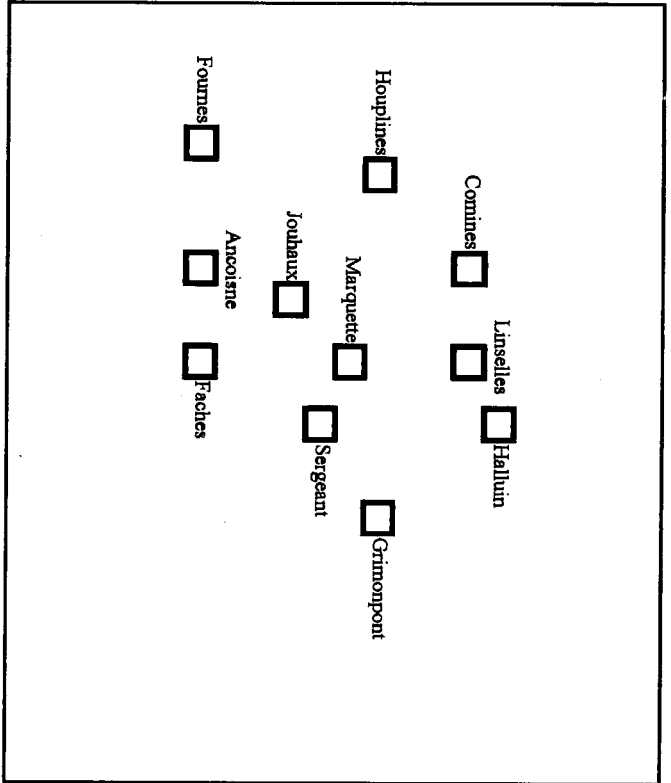 Halluin
Linselles
Comines
Grimonpont
Houplines
Marquette
Sergeant
Jouhaux
Ancoisne
Fournes
Faches